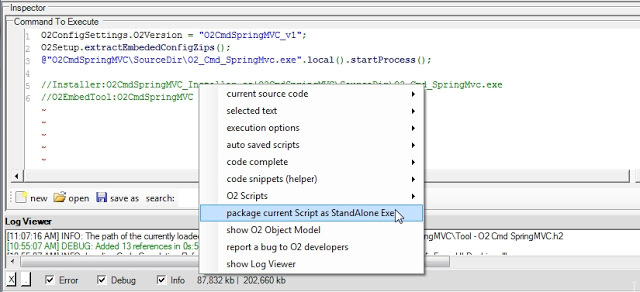 Inspector
Command To Execute
1 O2ConfigSettings.O2Version = "O2CmdSpringMVC_v1";
2 O2Setup.extractEmbededConfigZips();
3 @"O2CmdSpringMVC\SourceDir\O2_Cmd_SpringMvc.exe".local().startProcess();
4
5 //Installer:O2CmdSpringMVC_Installer.cs!O2CmdSpringMVC\SourceDir\O2_Cmd_SpringMvc.exe
6 //O2EmbedTool:O2CmdSpringMVC
~
~
~
~
current source code
selected text
execution options
auto saved scripts
code complete
code snippets (helper)
O2 Scripts
package current Script as StandAlone Exe
show O2 Object Model
report a bug to O2 developers
show Log Viewer
new open save as search:
Log Viewer
[11:07:16 AM] INFO: The path of the currently loaded \O2CmdSpringMVC\Tool - O2 Cmd SpringMVC.h2
[10:55:07 AM] DEBUG: Added 13 references in 0s:5
X . Error Debug Info 87,832 kb | 202,660 kb